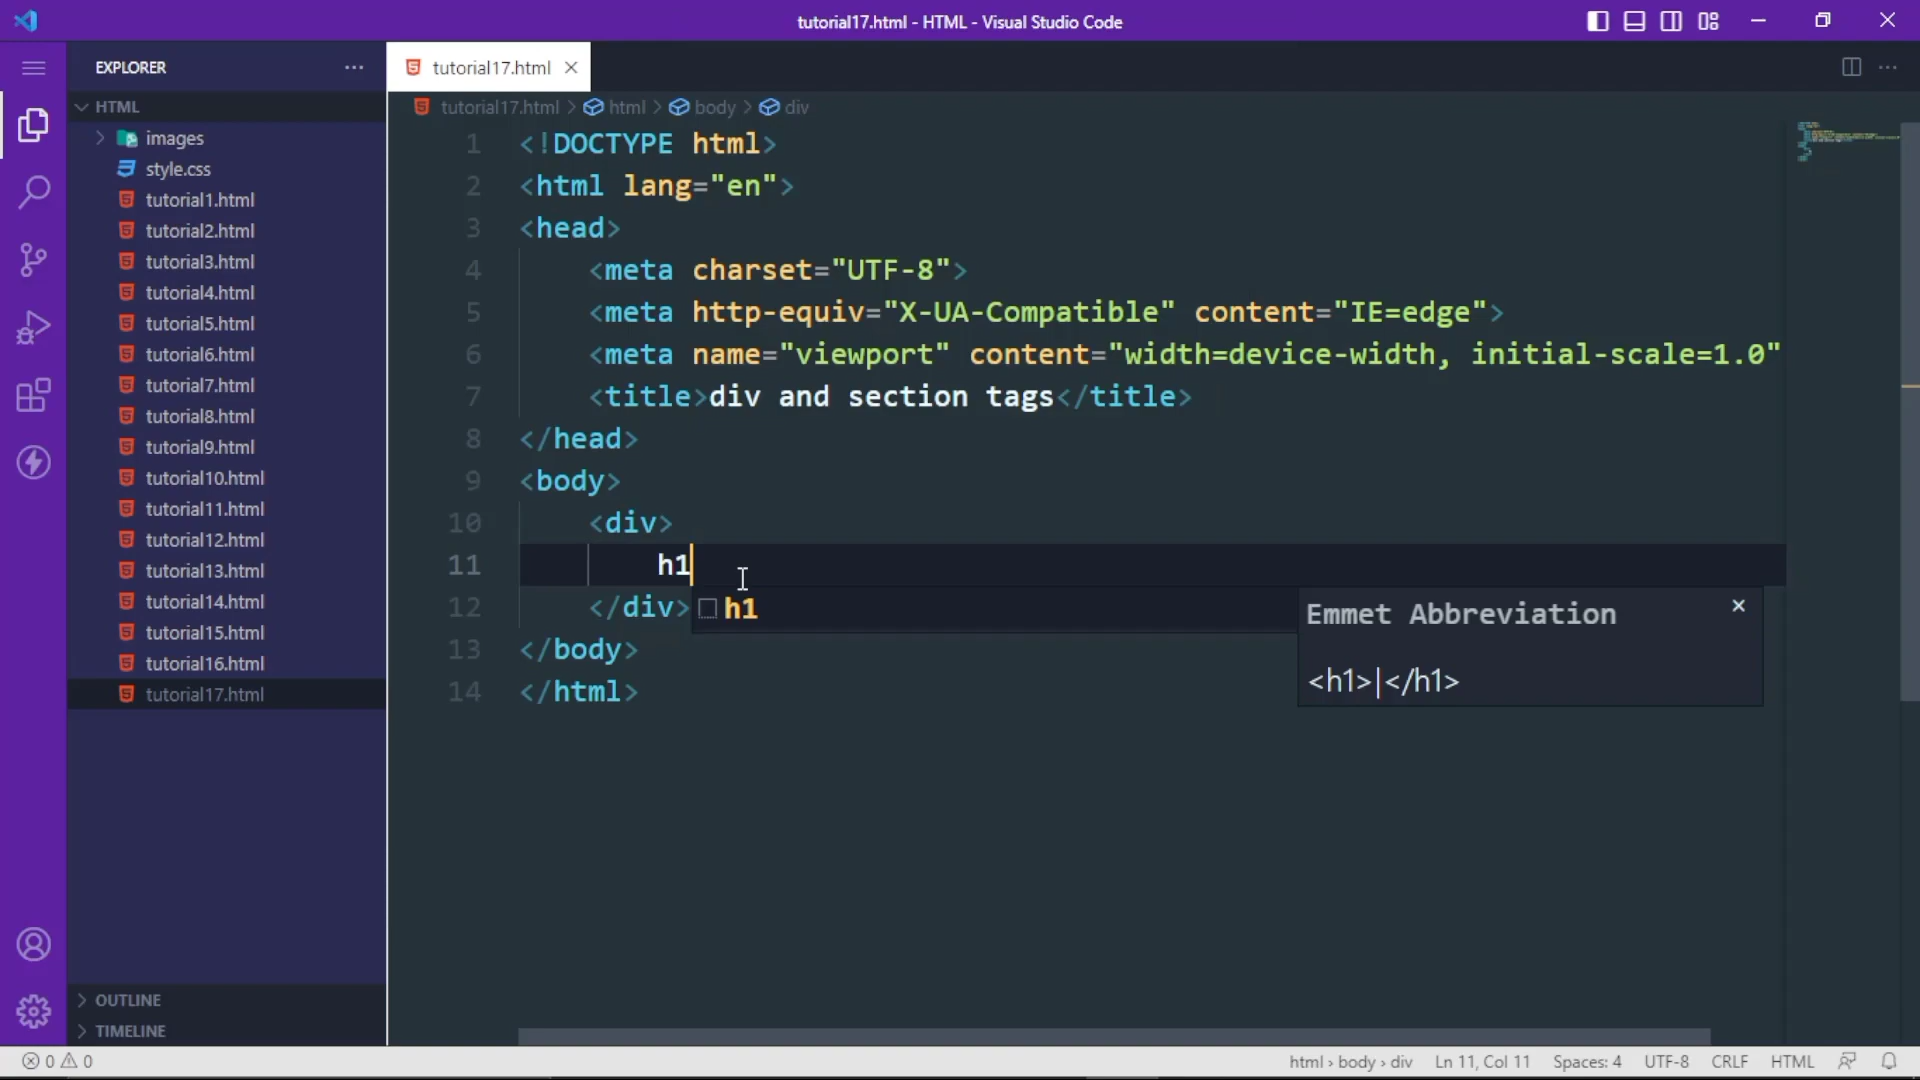 tutorial17.html - HTML - Visual Studio Code
EXPLORER
HTML
images
style.css
tutorial1.html
tutorial2.html
tutorial3.html
tutorial4.html
tutorial5.html
tutorial6.html
tutorial7.html
tutorial8.html
tutorial9.html
tutorial10.html
tutorial11.html
tutorial12.html
tutorial13.html
tutorial14.html
tutorial15.html
tutorial16.html
tutorial17.html
OUTLINE
TIMELINE
tutorial17.html
tutorial17.html > html > body > div
1 <!DOCTYPE html>
2 <html lang="en">
3 <head>
4 <meta charset="UTF-8">
5 <meta http-equiv="X-UA-Compatible" content="IE=edge">
6 <meta name="viewport" content="width=device-width, initial-scale=1.0"
7 <title>div and section tags</title>
8 </head>
9 <body>
10 <div>
11 h1
12 </div>
13 </body>
14 </html>
h1
Emmet Abbreviation
<h1>|</h1>
0 0
html › body › div
Ln 11, Col 11
Spaces: 4
UTF-8
CRLF
HTML